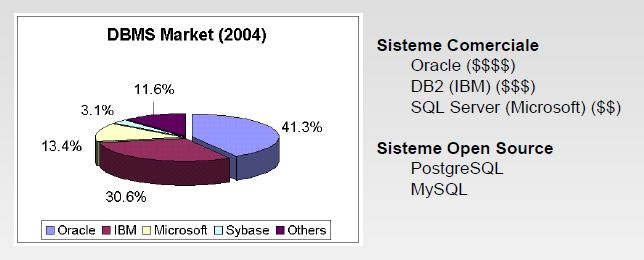 DBMS Market (2004)
11.6%
3.1%
41.3%
13.4%
30.6%
Oracle IBM Microsoft Sybase Others
Sisteme Comerciale
Oracle ($$$$)
DB2 (IBM) ($$$)
SQL Server (Microsoft) ($$)
Sisteme Open Source
PostgreSQL
MySQL